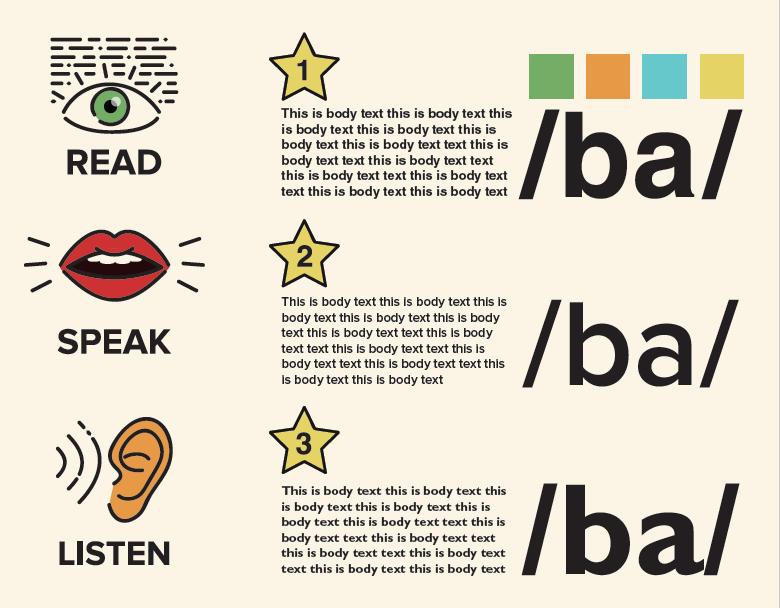 READ
1
This is body text this is body text this
is body text this is body text this is
body text this is body text text this is
body text text this is body text text
this is body text text this is body text
text this is body text this is body text
/ba/
SPEAK
2
This is body text this is body text this is
body text this is body text this is body
text this is body text text this is body
text text this is body text text this is
body text text this is body text text this
is body text this is body text
/ba/
LISTEN
3
This is body text this is body text this
is body text this is body text this is
body text this is body text text this is
body text text this is body text text
this is body text text this is body text
text this is body text this is body text
/ba/